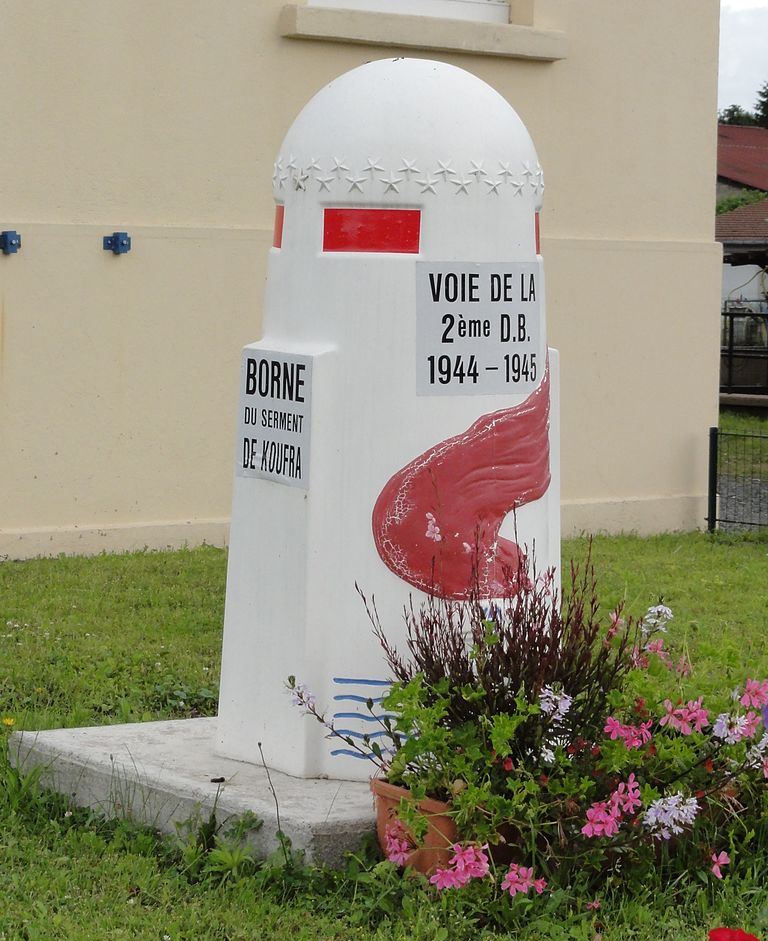 BORNE
DU SERMENT
DE KOUFRA
VOIE DE LA
2ème D.B.
1944 – 1945